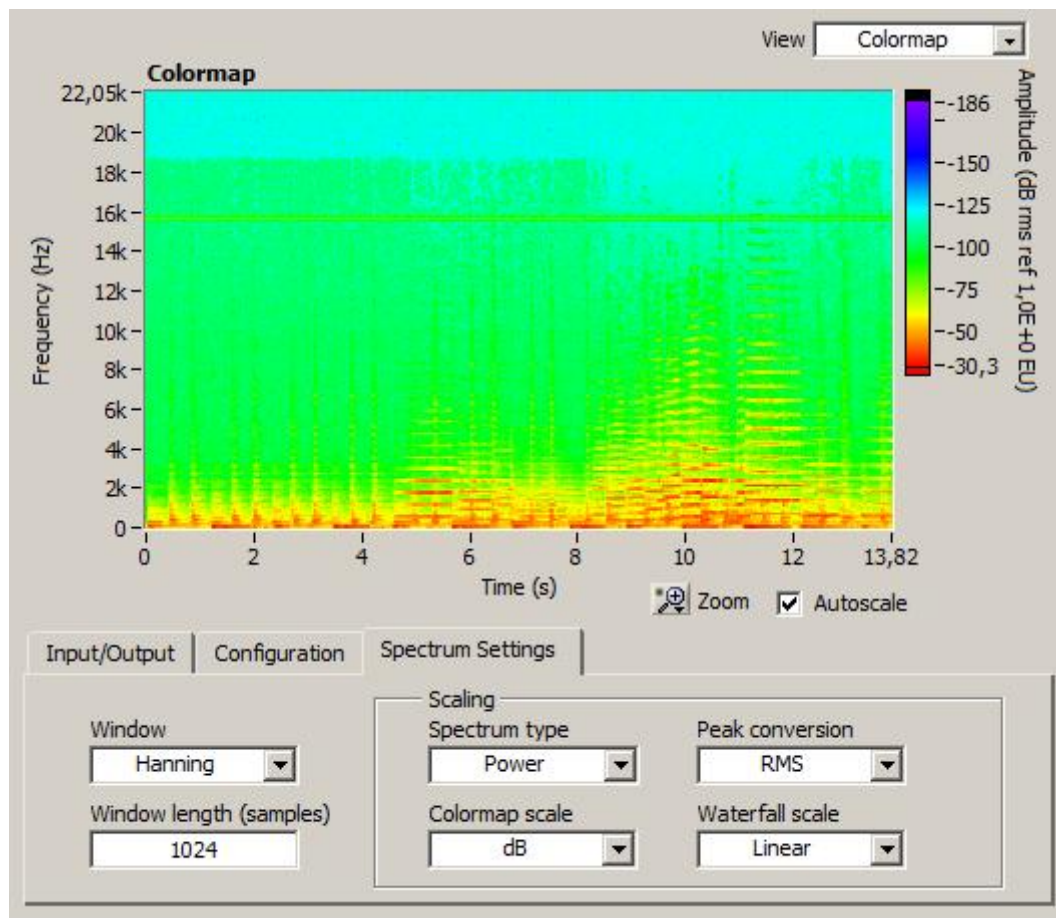 View Colormap
Colormap
22,05k
20k
18k
16k
14k
12k
10k
8k
6k
4k
2k
0
Frequency (Hz)
0 2 4 6 8 10 12 13,82
Time (s)
-186
-150
-125
-100
-75
-50
-30,3
Amplitude (dB rms ref 1,0E+0 EU)
Zoom Autoscale
Input/Output Configuration Spectrum Settings
Scaling
Window Spectrum type Peak conversion
Hanning Power RMS
Window length (samples) Colormap scale Waterfall scale
1024 dB Linear